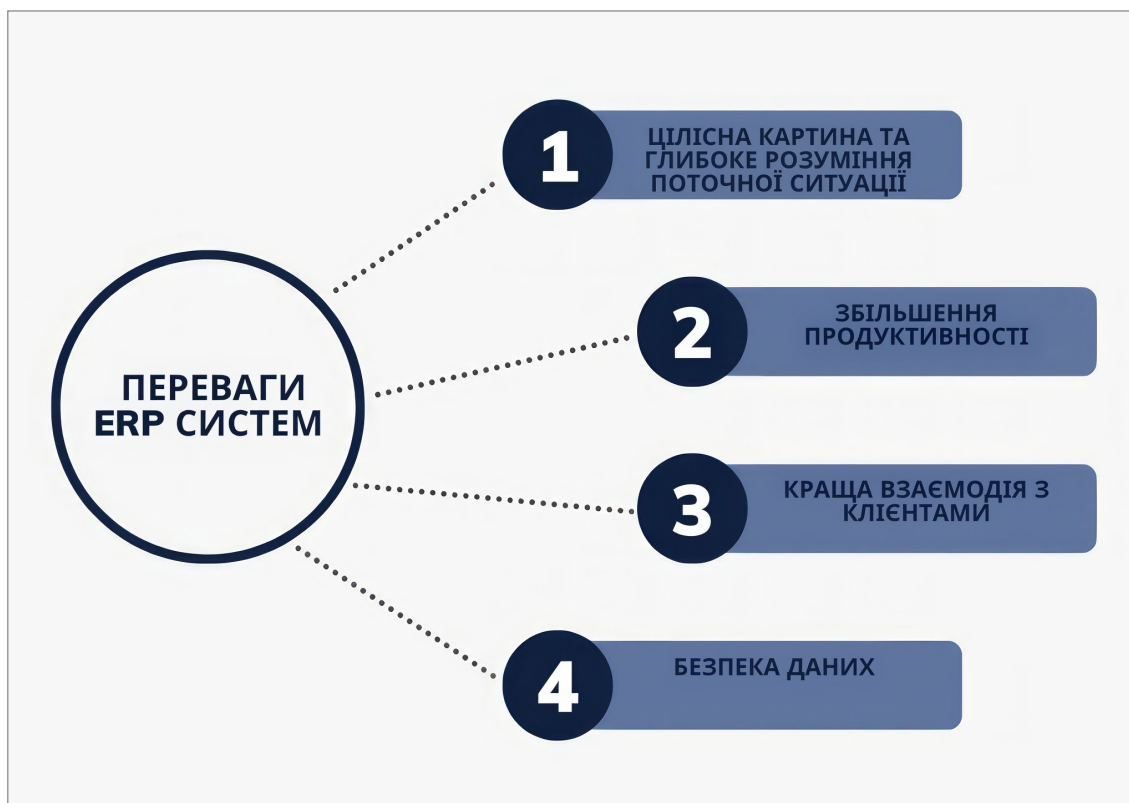 ПЕРЕВАГИ
ERP СИСТЕМ
1
ЦІЛІСНА КАРТИНА ТА
ГЛИБОКЕ РОЗУМІННЯ
ПОТОЧНОЇ СИТУАЦІЇ
2
ЗБІЛЬШЕННЯ
ПРОДУКТИВНОСТІ
3
КРАЩА ВЗАЄМОДІЯ З
КЛІЄНТАМИ
4
БЕЗПЕКА ДАНИХ